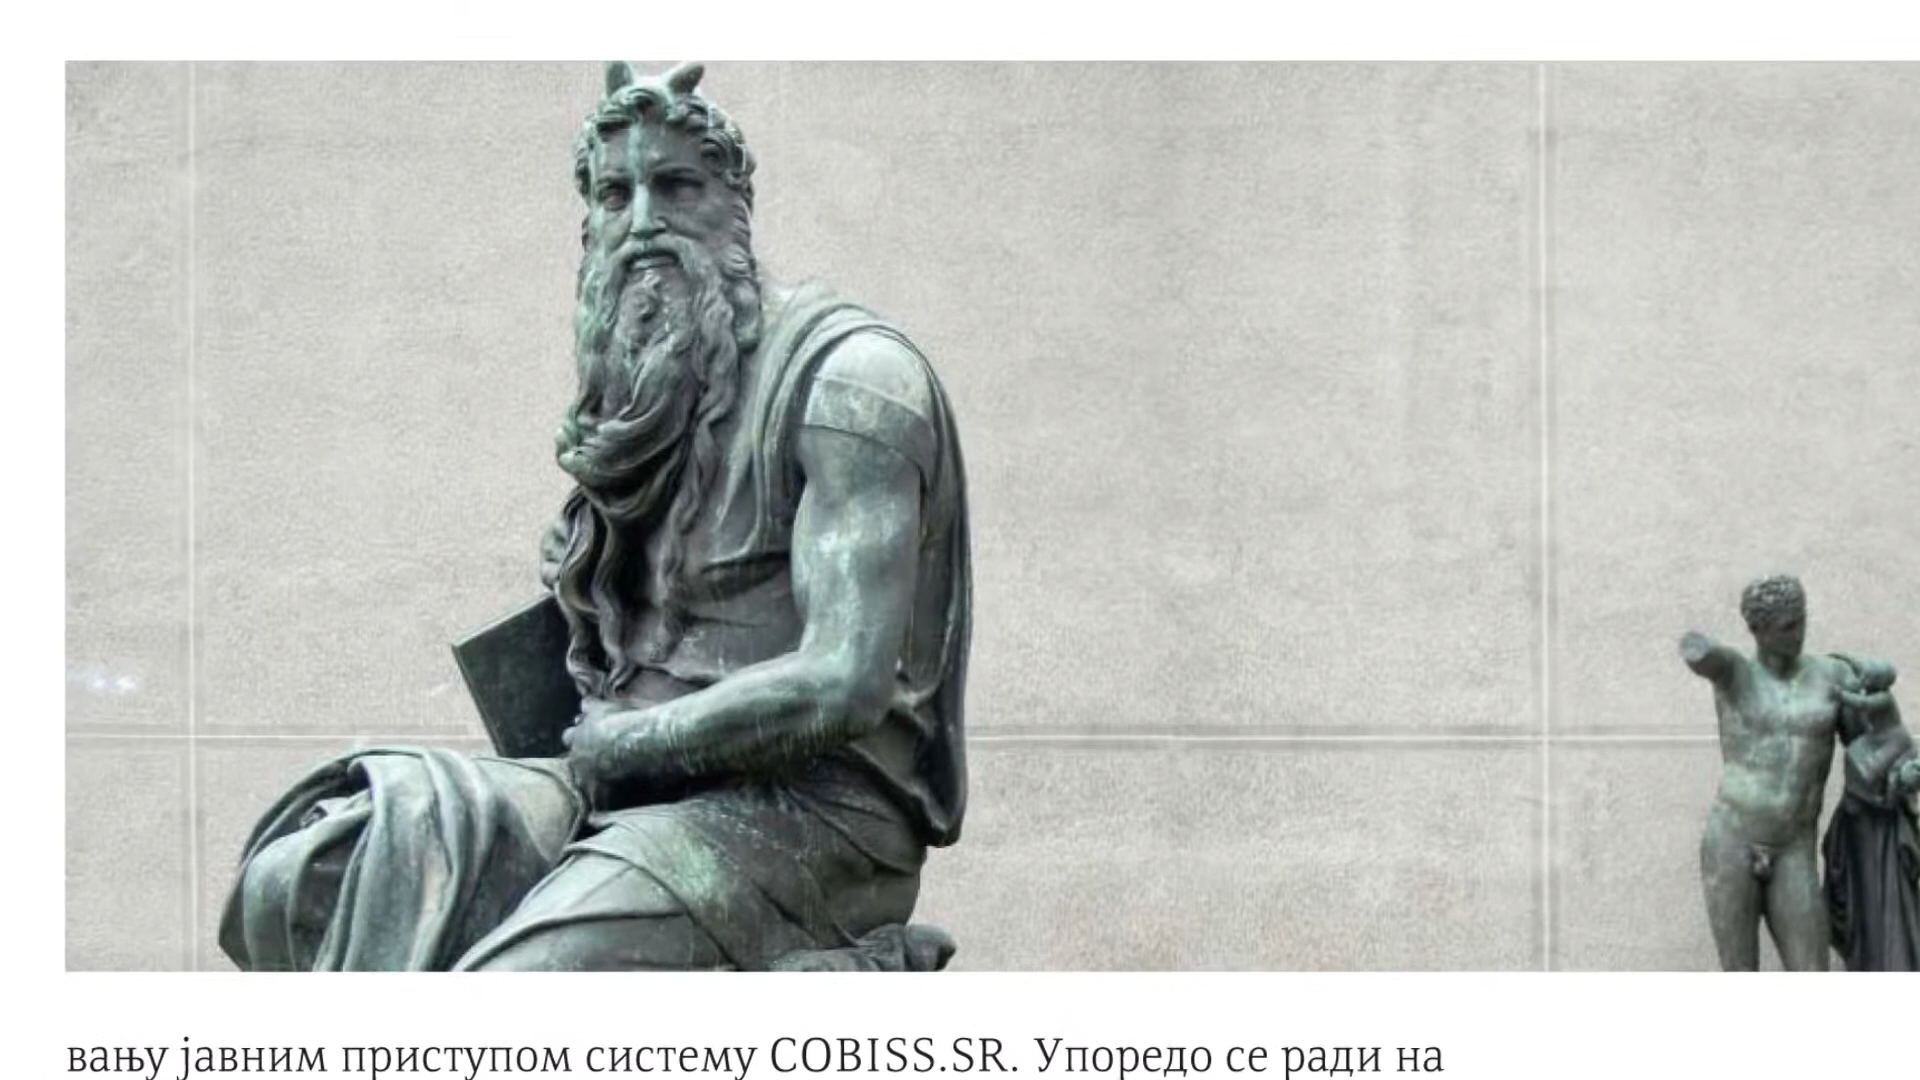 вању јавним приступом систему COBISS.SR. Упоредо се ради на